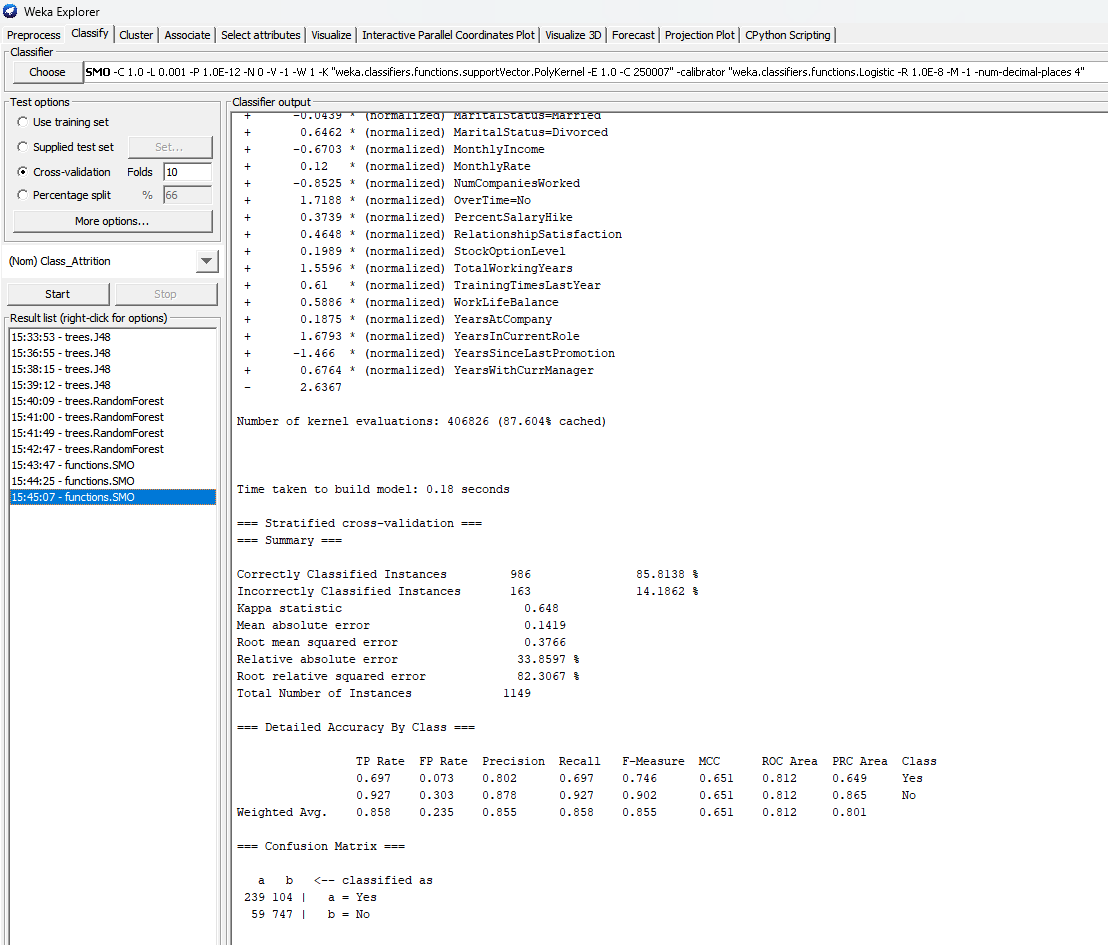 Weka Explorer
Preprocess Classify Cluster Associate Select attributes Visualize Interactive Parallel Coordinates Plot Visualize 3D Forecast Projection Plot CPython Scripting
Classifier
Choose SMO -C 1.0 -L 0.001 -P 1.0E-12 -N 0 -V -1 -W 1 -K "weka.classifiers.functions.supportVector.PolyKernel -E 1.0 -C 250007" -calibrator "weka.classifiers.functions.Logistic -R 1.0E-8 -M -1 -num-decimal-places 4"
Test options
Use training set
Supplied test set Set...
Cross-validation Folds 10
Percentage split % 66
More options...
(Nom) Class_Attrition
Start Stop
Result list (right-click for options)
15:33:53 - trees.J48
15:36:55 - trees.J48
15:38:15 - trees.J48
15:39:12 - trees.J48
15:40:09 - trees.RandomForest
15:41:00 - trees.RandomForest
15:41:49 - trees.RandomForest
15:42:47 - trees.RandomForest
15:43:47 - functions.SMO
15:44:25 - functions.SMO
15:45:07 - functions.SMO
Classifier output
+ -0.0439 * (normalized) MaritalStatus=Married
+ 0.6462 * (normalized) MaritalStatus=Divorced
+ -0.6703 * (normalized) MonthlyIncome
+ 0.12 * (normalized) MonthlyRate
+ -0.8525 * (normalized) NumCompaniesWorked
+ 1.7188 * (normalized) OverTime=No
+ 0.3739 * (normalized) PercentSalaryHike
+ 0.4648 * (normalized) RelationshipSatisfaction
+ 0.1989 * (normalized) StockOptionLevel
+ 1.5596 * (normalized) TotalWorkingYears
+ 0.61 * (normalized) TrainingTimesLastYear
+ 0.5886 * (normalized) WorkLifeBalance
+ 0.1875 * (normalized) YearsAtCompany
+ 1.6793 * (normalized) YearsInCurrentRole
+ -1.466 * (normalized) YearsSinceLastPromotion
+ 0.6764 * (normalized) YearsWithCurrManager
- 2.6367
Number of kernel evaluations: 406826 (87.604% cached)
Time taken to build model: 0.18 seconds
=== Stratified cross-validation ===
=== Summary ===
Correctly Classified Instances 986 85.8138 %
Incorrectly Classified Instances 163 14.1862 %
Kappa statistic 0.648
Mean absolute error 0.1419
Root mean squared error 0.3766
Relative absolute error 33.8597 %
Root relative squared error 82.3067 %
Total Number of Instances 1149
=== Detailed Accuracy By Class ===
TP Rate FP Rate Precision Recall F-Measure MCC ROC Area PRC Area Class
0.697 0.073 0.802 0.697 0.746 0.651 0.812 0.649 Yes
0.927 0.303 0.878 0.927 0.902 0.651 0.812 0.865 No
Weighted Avg. 0.858 0.235 0.855 0.858 0.855 0.651 0.812 0.801
=== Confusion Matrix ===
a b <-- classified as
239 104 | a = Yes
59 747 | b = No